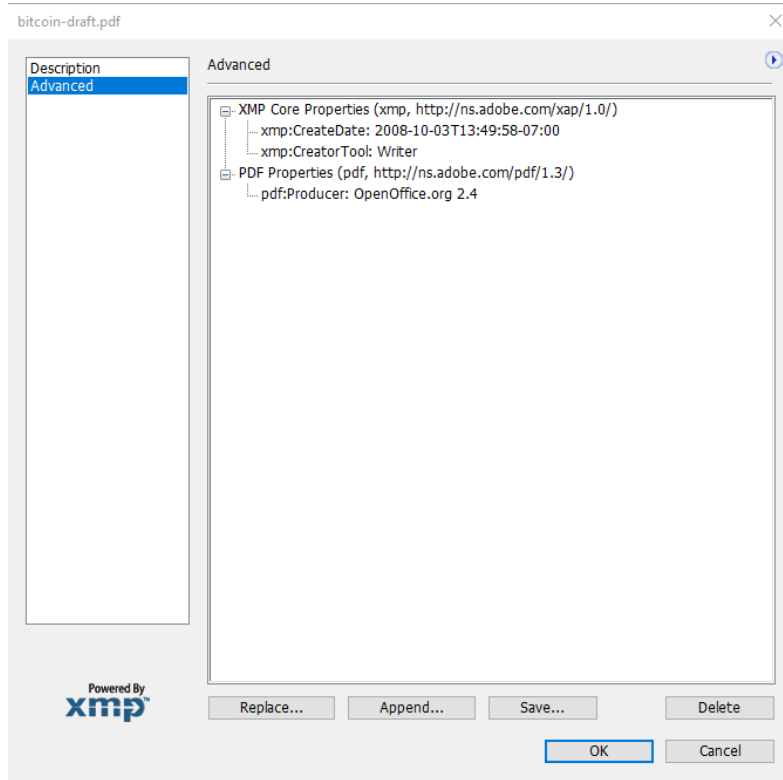 bitcoin-draft.pdf
Description
Advanced
Advanced
XMP Core Properties (xmp, http://ns.adobe.com/xap/1.0/)
xmp:CreateDate: 2008-10-03T13:49:58-07:00
xmp:CreatorTool: Writer
PDF Properties (pdf, http://ns.adobe.com/pdf/1.3/)
pdf:Producer: OpenOffice.org 2.4
Powered By
xmp™
Replace...
Append...
Save...
Delete
OK
Cancel